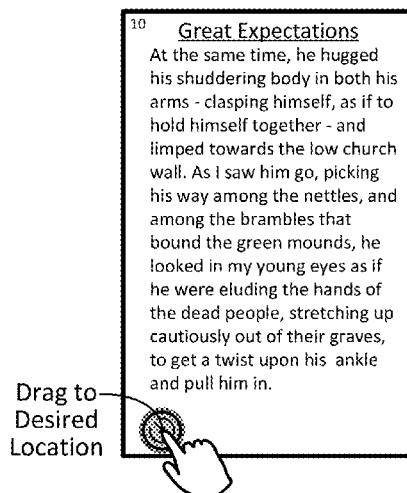 10
Great Expectations
At the same time, he hugged
his shuddering body in both his
arms - clasping himself, as if to
hold himself together - and
limped towards the low church
wall. As I saw him go, picking
his way among the nettles, and
among the brambles that
bound the green mounds, he
looked in my young eyes as if
he were eluding the hands of
the dead people, stretching up
cautiously out of their graves,
to get a twist upon his ankle
and pull him in.
Drag to
Desired
Location